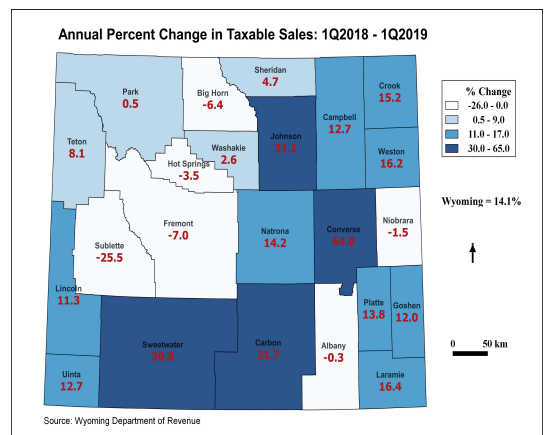 Annual Percent Change in Taxable Sales: 1Q2018 - 1Q2019
Park
0.5
Big Horn
-6.4
Sheridan
4.7
Crook
15.2
Campbell
12.7
Johnson
31.1
Teton
8.1
Washakie
2.6
Hot Springs
-3.5
Weston
16.2
Fremont
-7.0
Sublette
-25.5
Natrona
14.2
Converse
64.0
Niobrara
-1.5
Lincoln
11.3
Platte
13.8
Goshen
12.0
Sweetwater
30.8
Carbon
31.7
Albany
-0.3
Uinta
12.7
Laramie
16.4
% Change
-26.0 - 0.0
0.5 - 9.0
11.0 - 17.0
30.0 - 65.0
Wyoming = 14.1%
0 50 km
Source: Wyoming Department of Revenue